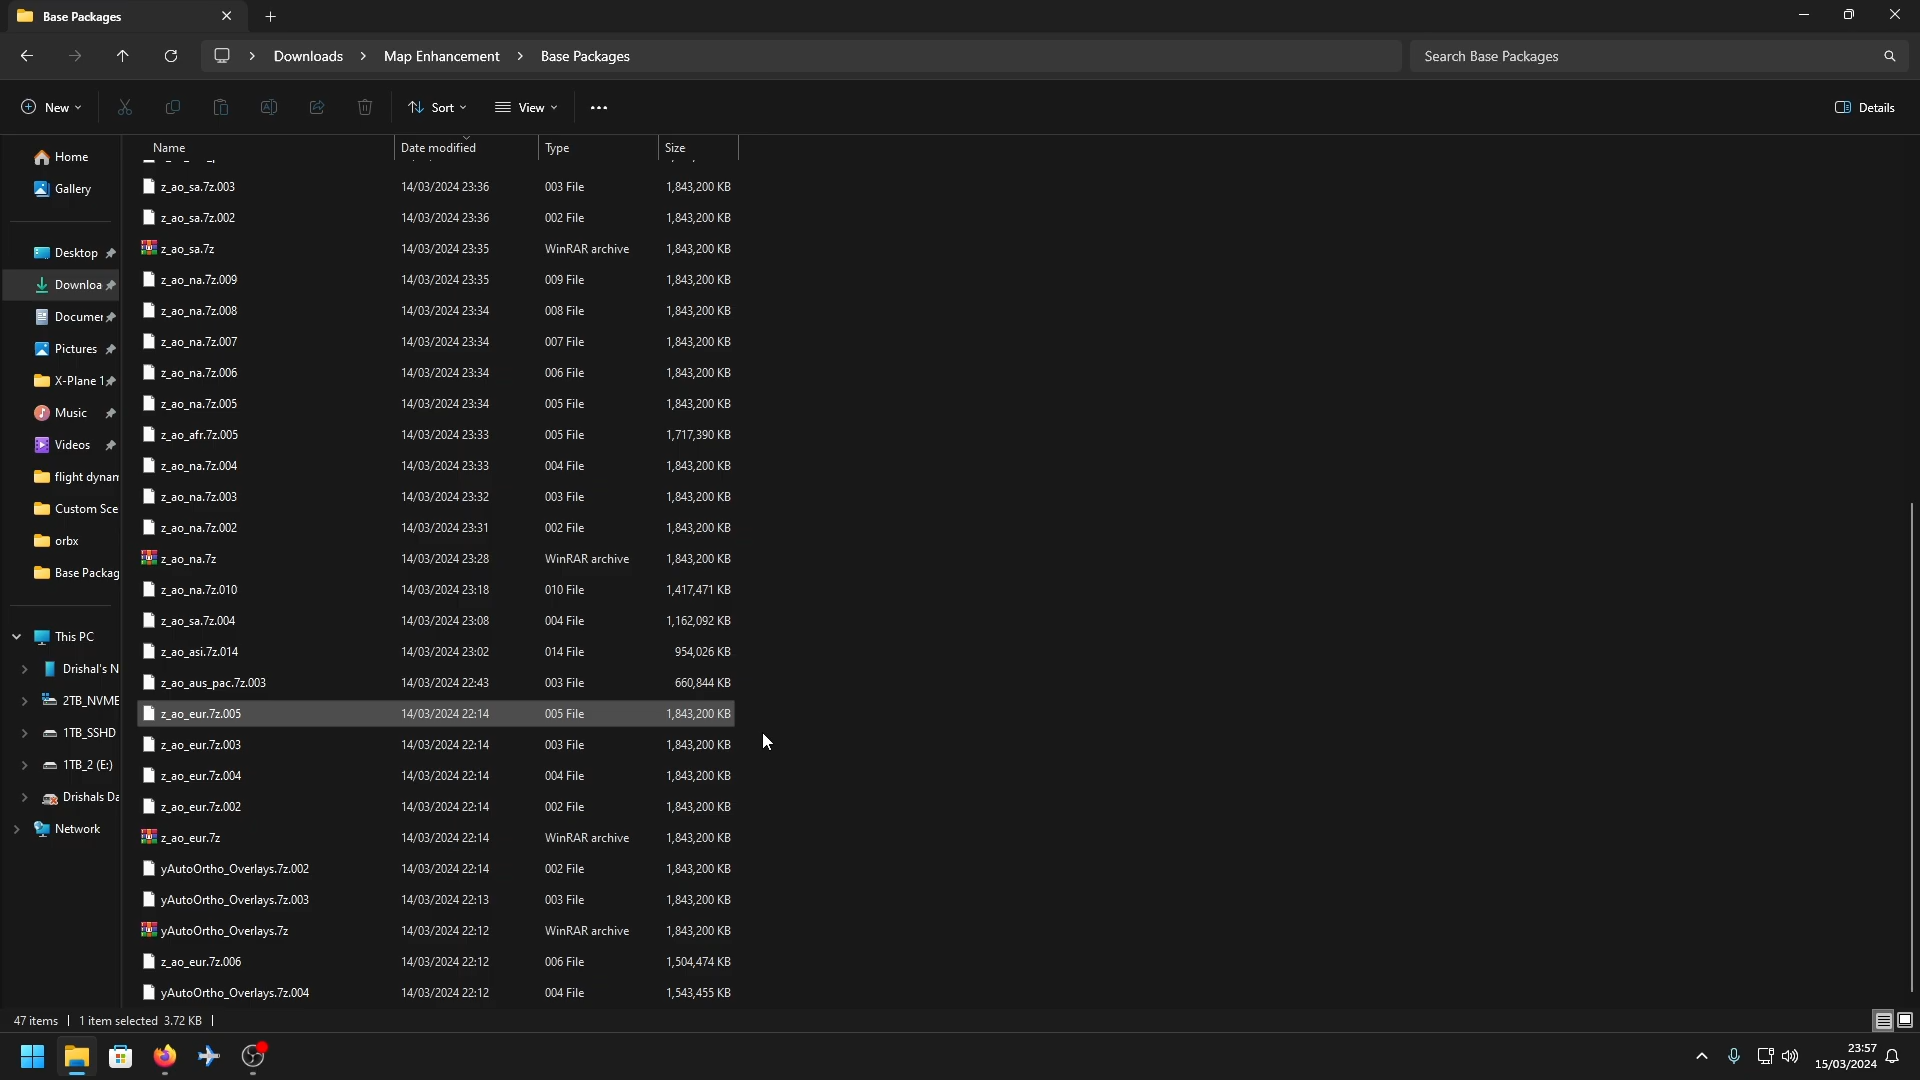 Base Packages
Downloads > Map Enhancement > Base Packages
Search Base Packages
New Sort View Details
Name Date modified Type Size
Home
Gallery
Desktop
Downloa
Documer
Pictures
X-Plane 1
Music
Videos
flight dynam
Custom Sce
orbx
Base Packag
This PC
Drishal's N
2TB_NVME
1TB_SSHD
1TB_2 (E:)
Drishals Da
Network
z_ao_sa.7z.003 14/03/2024 23:36 003 File 1,843,200 KB
z_ao_sa.7z.002 14/03/2024 23:36 002 File 1,843,200 KB
z_ao_sa.7z 14/03/2024 23:35 WinRAR archive 1,843,200 KB
z_ao_na.7z.009 14/03/2024 23:35 009 File 1,843,200 KB
z_ao_na.7z.008 14/03/2024 23:34 008 File 1,843,200 KB
z_ao_na.7z.007 14/03/2024 23:34 007 File 1,843,200 KB
z_ao_na.7z.006 14/03/2024 23:34 006 File 1,843,200 KB
z_ao_na.7z.005 14/03/2024 23:34 005 File 1,843,200 KB
z_ao_afr.7z.005 14/03/2024 23:33 005 File 1,717,390 KB
z_ao_na.7z.004 14/03/2024 23:33 004 File 1,843,200 KB
z_ao_na.7z.003 14/03/2024 23:32 003 File 1,843,200 KB
z_ao_na.7z.002 14/03/2024 23:31 002 File 1,843,200 KB
z_ao_na.7z 14/03/2024 23:28 WinRAR archive 1,843,200 KB
z_ao_na.7z.010 14/03/2024 23:18 010 File 1,417,471 KB
z_ao_sa.7z.004 14/03/2024 23:08 004 File 1,162,092 KB
z_ao_asi.7z.014 14/03/2024 23:02 014 File 954,026 KB
z_ao_aus_pac.7z.003 14/03/2024 22:43 003 File 660,844 KB
z_ao_eur.7z.005 14/03/2024 22:14 005 File 1,843,200 KB
z_ao_eur.7z.003 14/03/2024 22:14 003 File 1,843,200 KB
z_ao_eur.7z.004 14/03/2024 22:14 004 File 1,843,200 KB
z_ao_eur.7z.002 14/03/2024 22:14 002 File 1,843,200 KB
z_ao_eur.7z 14/03/2024 22:14 WinRAR archive 1,843,200 KB
yAutoOrtho_Overlays.7z.002 14/03/2024 22:14 002 File 1,843,200 KB
yAutoOrtho_Overlays.7z.003 14/03/2024 22:13 003 File 1,843,200 KB
yAutoOrtho_Overlays.7z 14/03/2024 22:12 WinRAR archive 1,843,200 KB
z_ao_eur.7z.006 14/03/2024 22:12 006 File 1,504,474 KB
yAutoOrtho_Overlays.7z.004 14/03/2024 22:12 004 File 1,543,455 KB
47 items | 1 item selected 3.72 KB |
23:57
15/03/2024